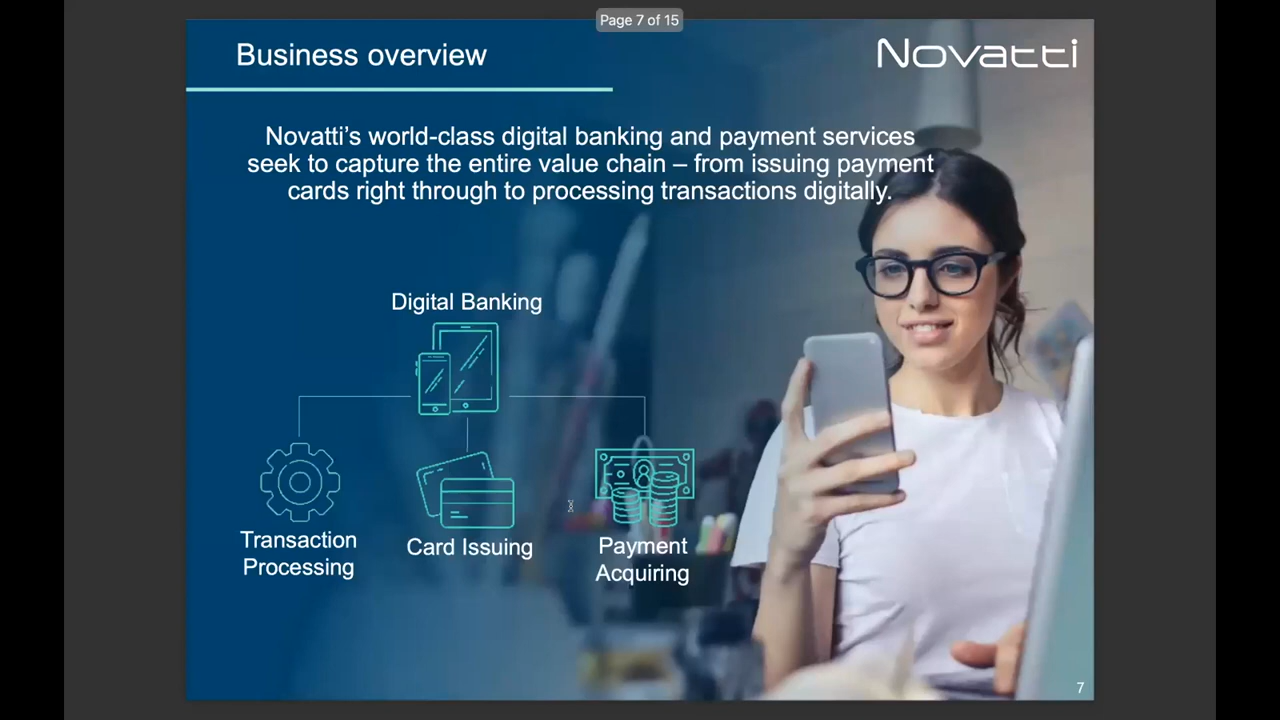 Page 7 of 15
Business overview
Novatti
Novatti’s world-class digital banking and payment services
seek to capture the entire value chain – from issuing payment
cards right through to processing transactions digitally.
Digital Banking
Transaction
Processing
Card Issuing
Payment
Acquiring
7